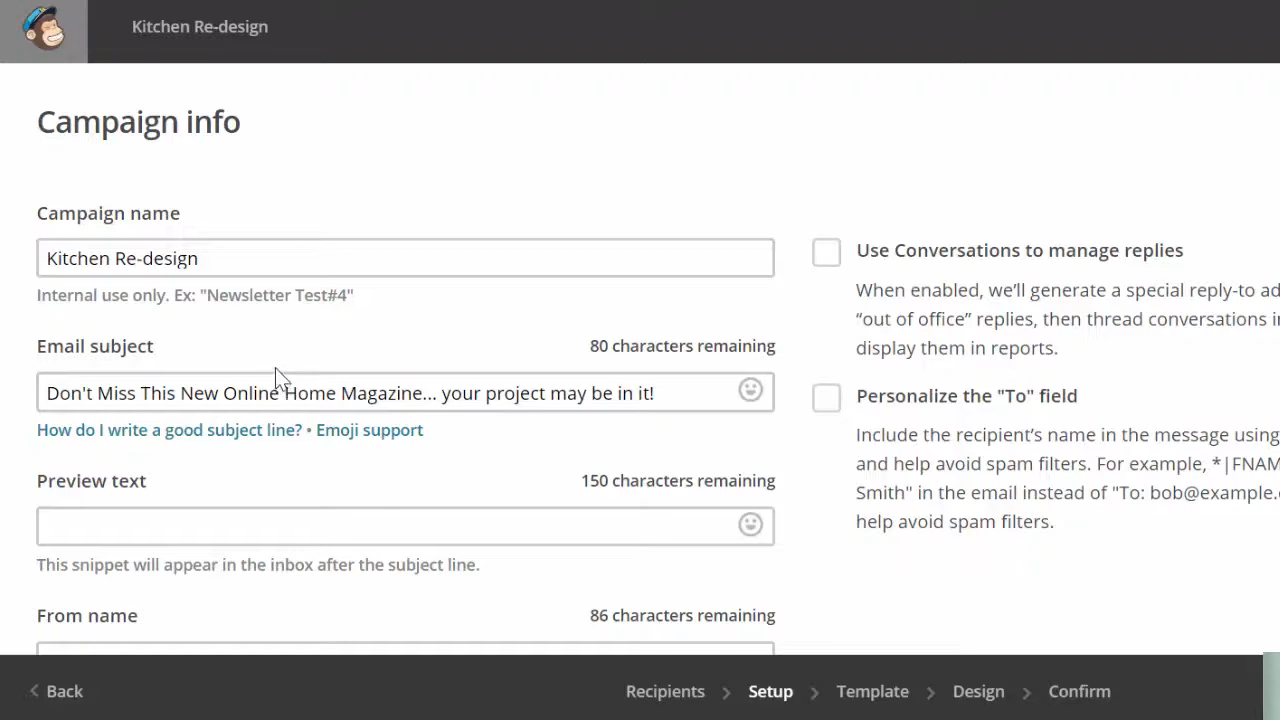 Kitchen Re-design
Campaign info
Campaign name
Kitchen Re-design
Internal use only. Ex: "Newsletter Test#4"
Email subject
80 characters remaining
Don't Miss This New Online Home Magazine... your project may be in it!
How do I write a good subject line? • Emoji support
Preview text
150 characters remaining
This snippet will appear in the inbox after the subject line.
From name
86 characters remaining
Use Conversations to manage replies
When enabled, we’ll generate a special reply-to
“out of office” replies, then thread conversations
display them in reports.
Personalize the "To" field
Include the recipient’s name in the message using
and help avoid spam filters. For example, *|FNAM
Smith" in the email instead of "To: bob@example.
help avoid spam filters.
Back
Recipients
Setup
Template
Design
Confirm